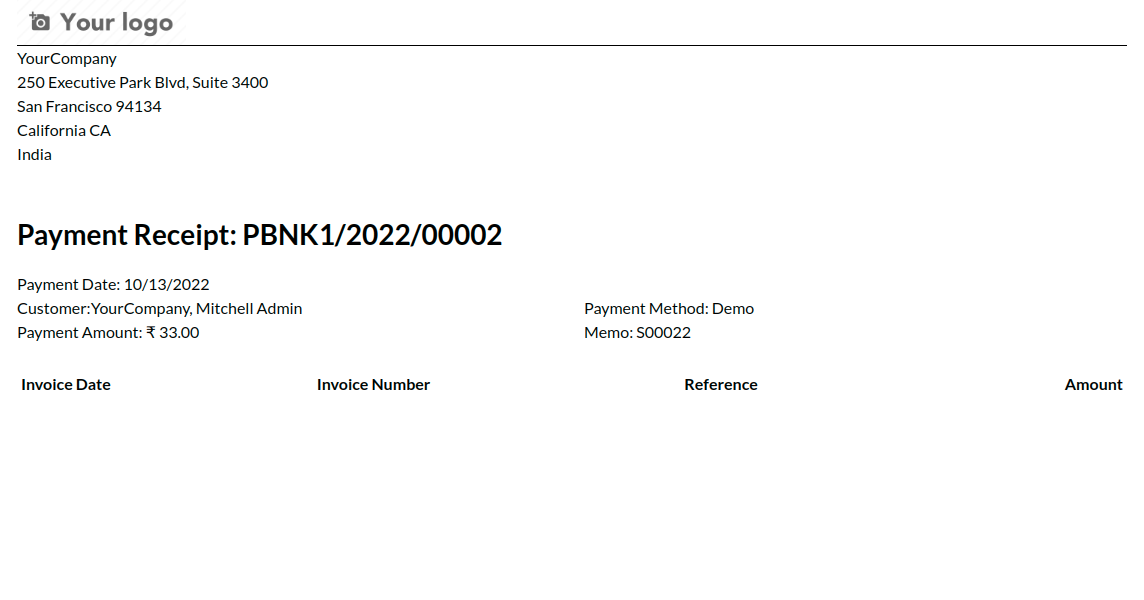 Your logo
YourCompany
250 Executive Park Blvd, Suite 3400
San Francisco 94134
California CA
India
Payment Receipt: PBNK1/2022/00002
Payment Date: 10/13/2022
Customer:YourCompany, Mitchell Admin Payment Method: Demo
Payment Amount: ₹ 33.00 Memo: S00022
Invoice Date Invoice Number Reference Amount